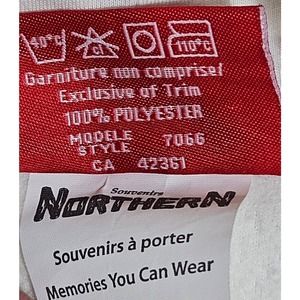 40°C cl 110°C
Garniture non comprise/
Exclusive of Trim
100% POLYESTER
MODELE
STYLE 7066
CA 42361
Souvenirs
NORTHERN
Souvenirs à porter
Memories You Can Wear